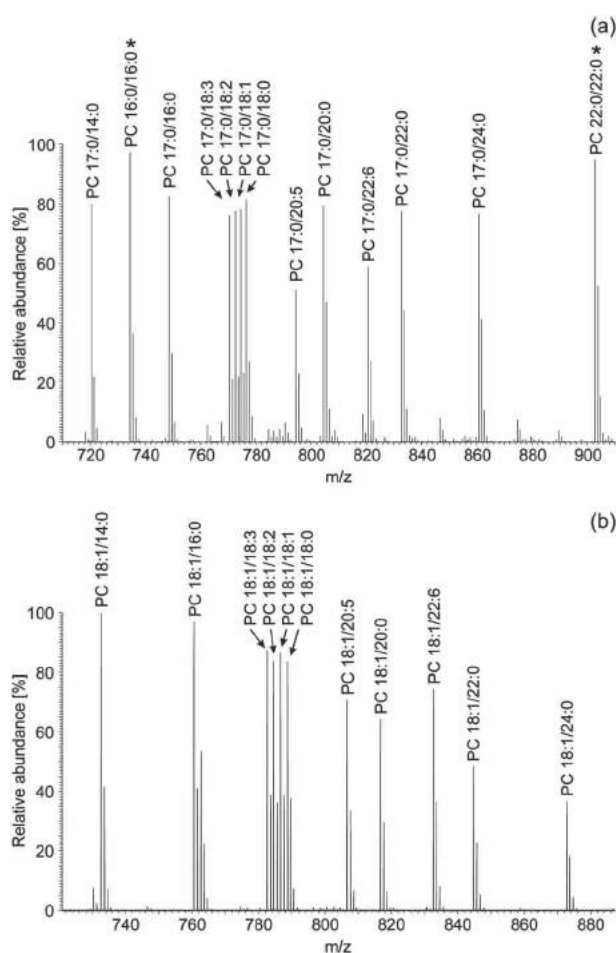 (a)
PC 17:0/14:0
PC 16:0/16:0 *
PC 17:0/16:0
PC 17:0/18:3
PC 17:0/18:2
PC 17:0/18:1
PC 17:0/18:0
PC 17:0/20:5
PC 17:0/20:0
PC 17:0/22:6
PC 17:0/22:0
PC 17:0/24:0
PC 22:0/22:0 *
Relative abundance [%]
100
80
60
40
20
0
720 740 760 780 800 820 840 860 880 900
m/z
(b)
PC 18:1/14:0
PC 18:1/16:0
PC 18:1/18:3
PC 18:1/18:2
PC 18:1/18:1
PC 18:1/18:0
PC 18:1/20:5
PC 18:1/20:0
PC 18:1/22:6
PC 18:1/22:0
PC 18:1/24:0
Relative abundance [%]
100
80
60
40
20
0
740 760 780 800 820 840 860 880
m/z